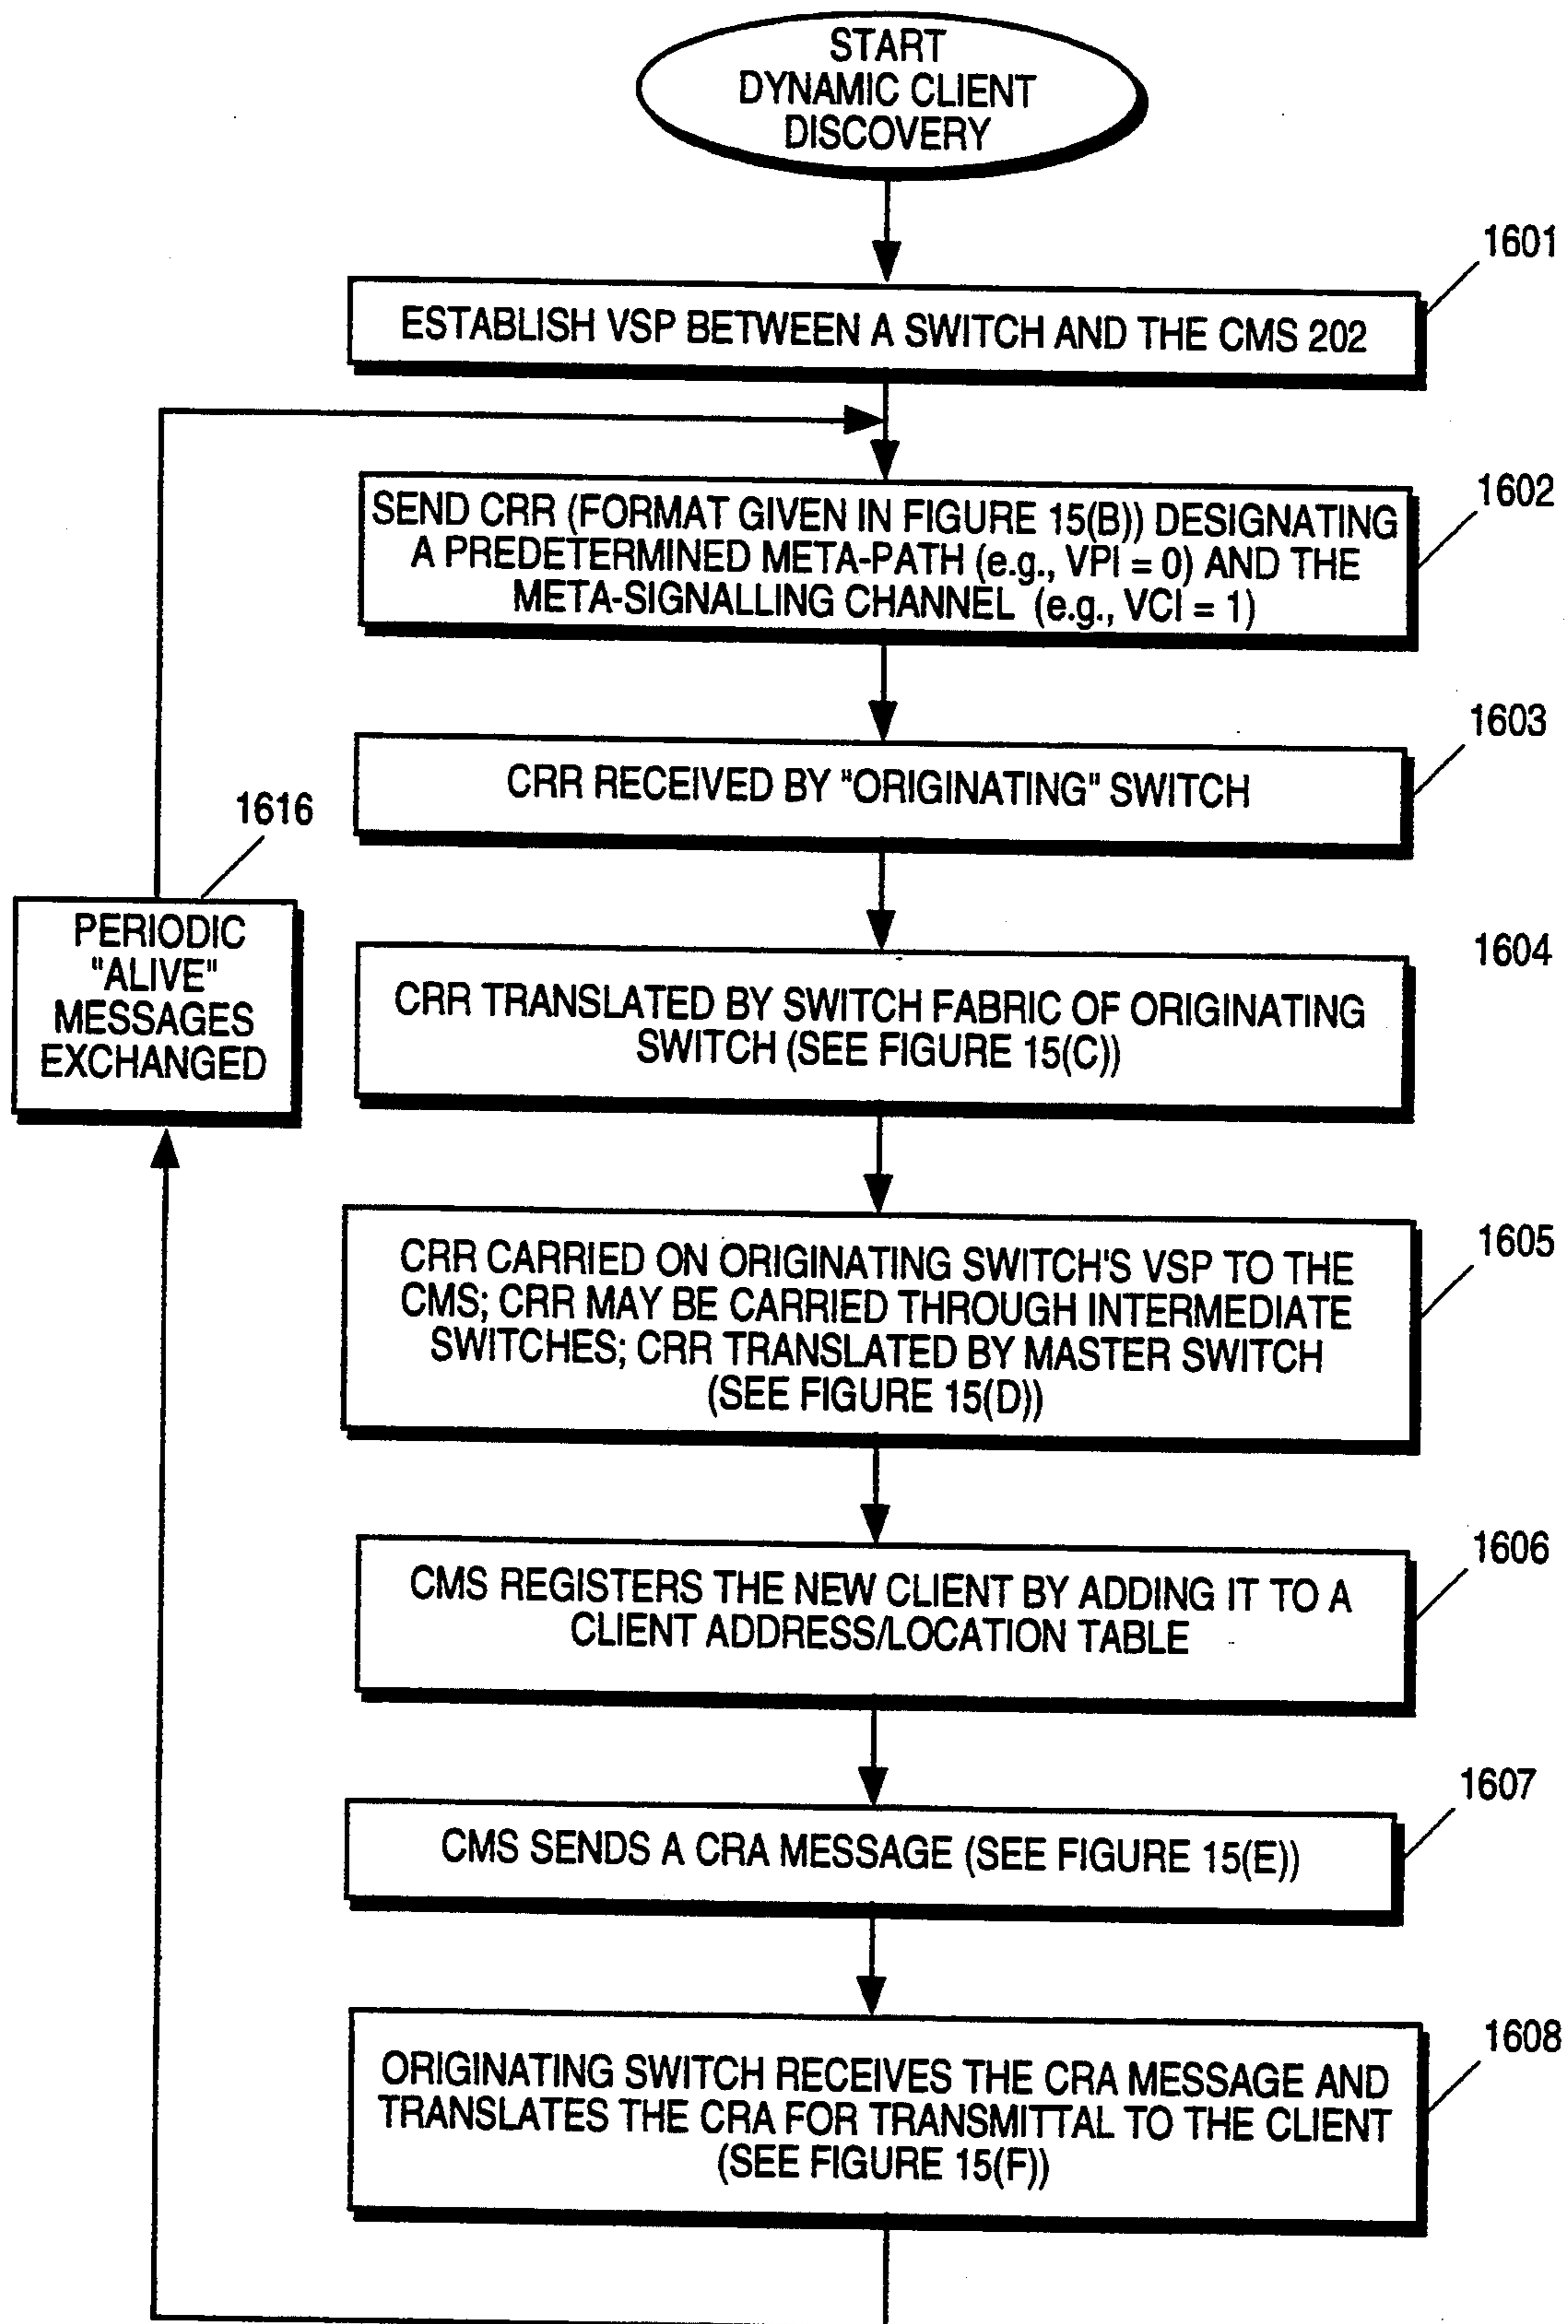 START
DYNAMIC CLIENT
DISCOVERY
1601
ESTABLISH VSP BETWEEN A SWITCH AND THE CMS 202
1602
SEND CRR (FORMAT GIVEN IN FIGURE 15(B)) DESIGNATING
A PREDETERMINED META-PATH (e.g., VPI = 0) AND THE
META-SIGNALLING CHANNEL (e.g., VCI = 1)
1603
CRR RECEIVED BY "ORIGINATING" SWITCH
1616
PERIODIC
"ALIVE"
MESSAGES
EXCHANGED
1604
CRR TRANSLATED BY SWITCH FABRIC OF ORIGINATING
SWITCH (SEE FIGURE 15(C))
1605
CRR CARRIED ON ORIGINATING SWITCH'S VSP TO THE
CMS; CRR MAY BE CARRIED THROUGH INTERMEDIATE
SWITCHES; CRR TRANSLATED BY MASTER SWITCH
(SEE FIGURE 15(D))
1606
CMS REGISTERS THE NEW CLIENT BY ADDING IT TO A
CLIENT ADDRESS/LOCATION TABLE
1607
CMS SENDS A CRA MESSAGE (SEE FIGURE 15(E))
1608
ORIGINATING SWITCH RECEIVES THE CRA MESSAGE AND
TRANSLATES THE CRA FOR TRANSMITTAL TO THE CLIENT
(SEE FIGURE 15(F))